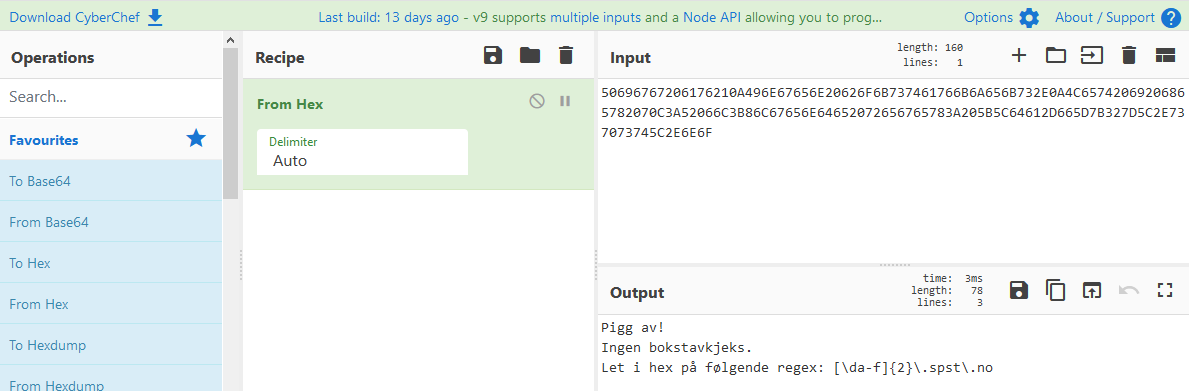 Download CyberChef
Last build: 13 days ago - v9 supports multiple inputs and a Node API allowing you to prog...
Options
About / Support
Operations
Search...
Favourites
To Base64
From Base64
To Hex
From Hex
To Hexdump
From Hexdump
Recipe
From Hex
Delimiter
Auto
Input
length: 160
lines: 1
50696767206176210A496E67656E20626F6B737461766B6A656B732E0A4C6574206920686
5782070C3A52066C3B86C67656E64652072656765783A205B5C64612D665D7B327D5C2E73
7073745C2E6E6F
Output
time: 3ms
length: 78
lines: 3
Pigg av!
Ingen bokstavkjeks.
Let i hex på følgende regex: [\da-f]{2}\.spst\.no